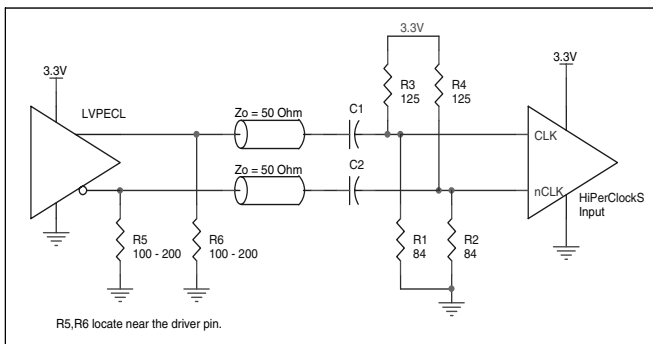 3.3V
3.3V
3.3V
R3
125
R4
125
LVPECL
Zo = 50 Ohm
C1
CLK
Zo = 50 Ohm
C2
nCLK
HiPerClockS
Input
R5
100 - 200
R6
100 - 200
R1
84
R2
84
R5,R6 locate near the driver pin.